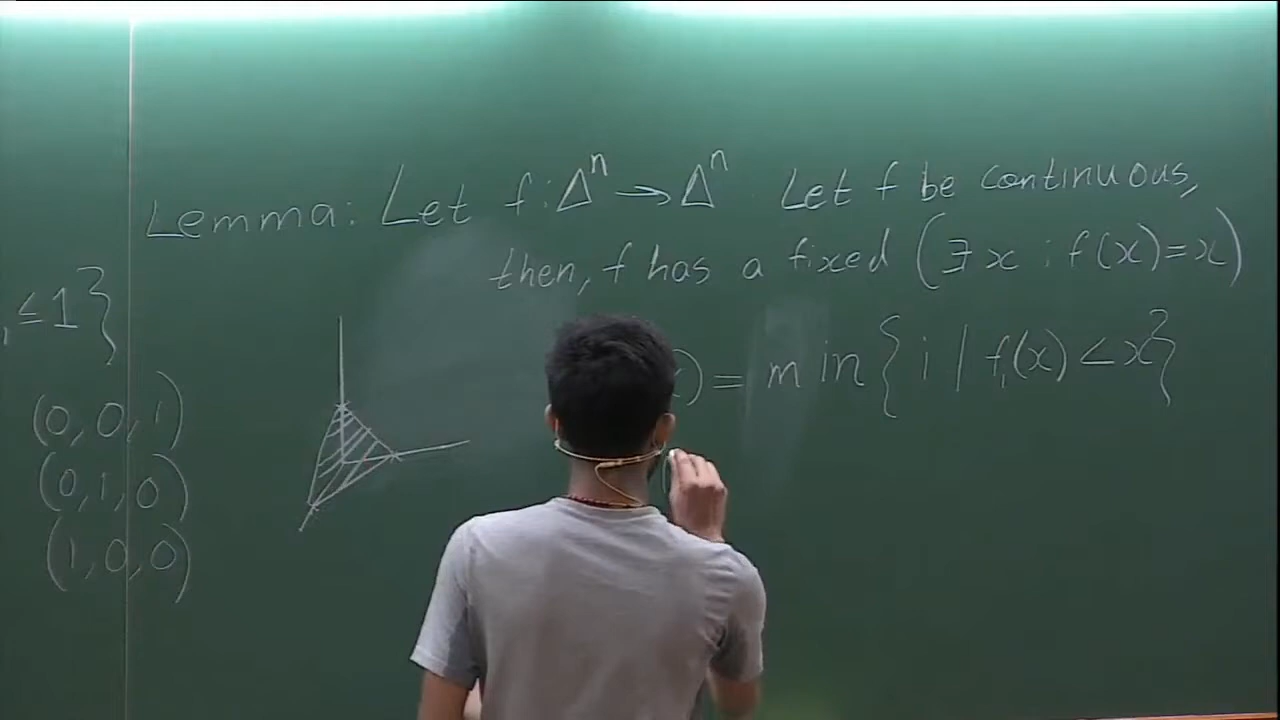 Lemma: Let f: Δⁿ → Δⁿ Let f be continuous,
then, f has a fixed (∃ x : f(x) = x)
) = min { i | fᵢ(x) < x }
, ≤ 1 }
(0, 0, 1)
(0, 1, 0)
(1, 0, 0)